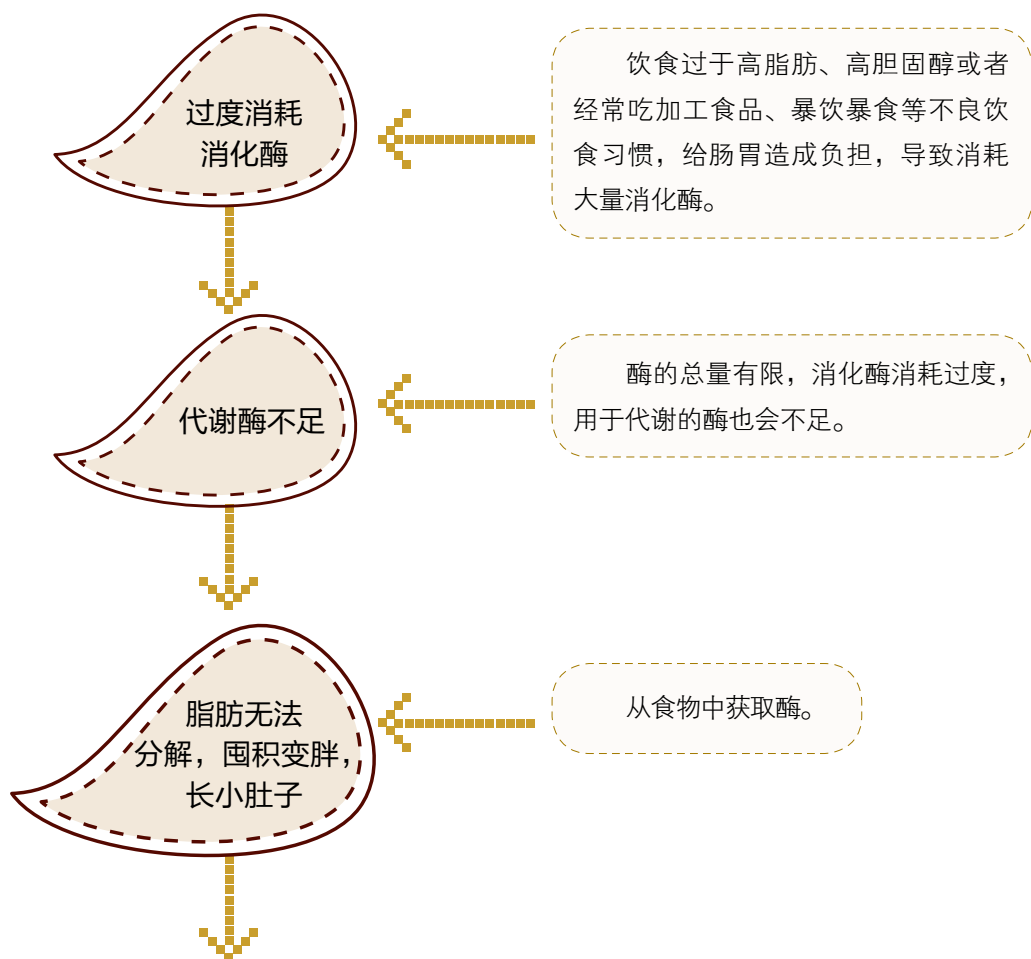 过度消耗
消化酶
饮食过于高脂肪、高胆固醇或者
经常吃加工食品、暴饮暴食等不良饮
食习惯，给肠胃造成负担，导致消耗
大量消化酶。
代谢酶不足
酶的总量有限，消化酶消耗过度，
用于代谢的酶也会不足。
脂肪无法
分解，囤积变胖，
长小肚子
从食物中获取酶。